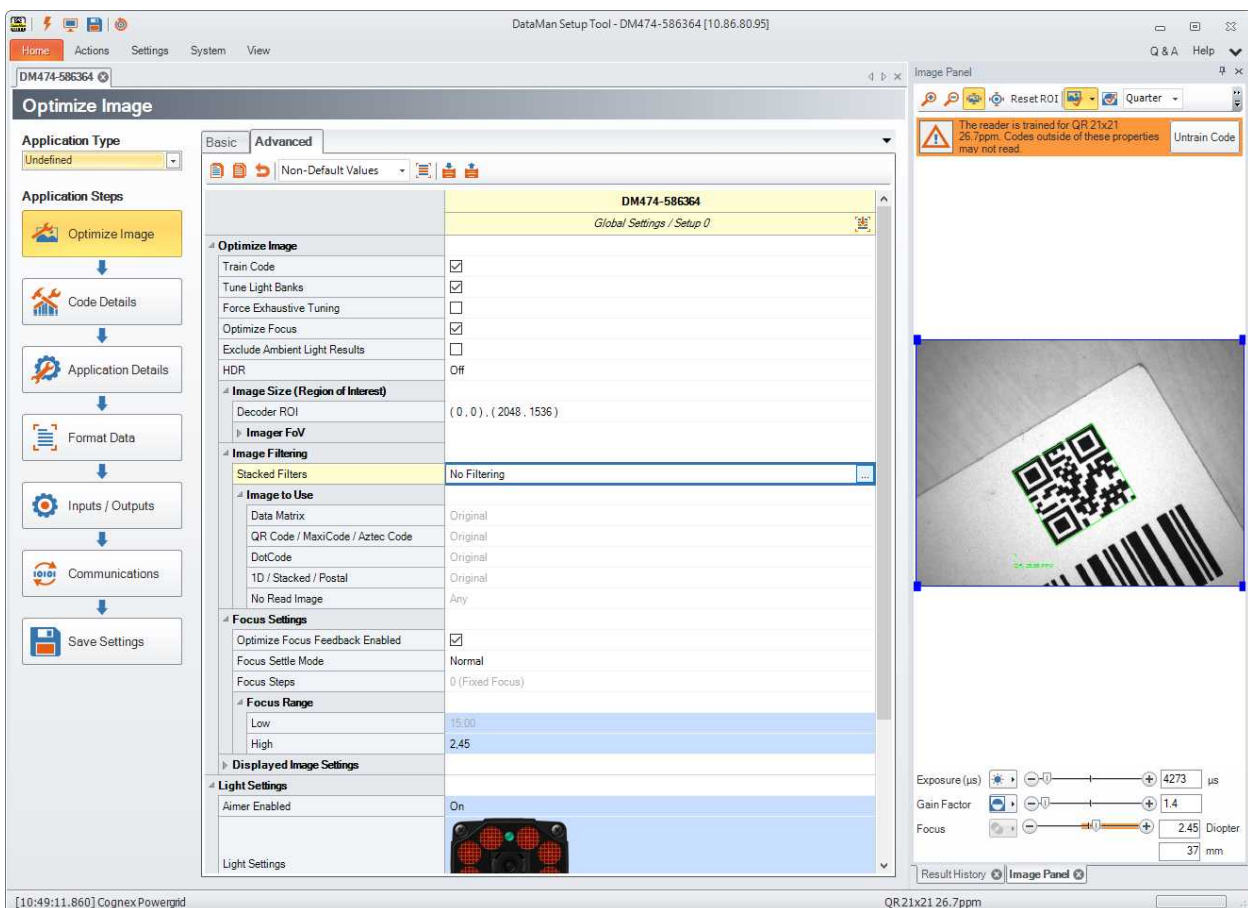 DataMan Setup Tool - DM474-586364 [10.86.80.95]
Home Actions Settings System View
Q & A Help
DM474-586364
Optimize Image
Application Type
Undefined
Application Steps
Optimize Image
Code Details
Application Details
Format Data
Inputs / Outputs
Communications
Save Settings
Basic Advanced
Non-Default Values
DM474-586364
Global Settings / Setup 0
Optimize Image
Train Code
Tune Light Banks
Force Exhaustive Tuning
Optimize Focus
Exclude Ambient Light Results
HDR Off
Image Size (Region of Interest)
Decoder ROI ( 0 , 0 ) , ( 2048 , 1536 )
Imager FoV
Image Filtering
Stacked Filters No Filtering ...
Image to Use
Data Matrix Original
QR Code / MaxiCode / Aztec Code Original
DotCode Original
1D / Stacked / Postal Original
No Read Image Any
Focus Settings
Optimize Focus Feedback Enabled
Focus Settle Mode Normal
Focus Steps 0 (Fixed Focus)
Focus Range
Low 15.00
High 2.45
Displayed Image Settings
Light Settings
Aimer Enabled On
Light Settings
Image Panel
Reset ROI Quarter
The reader is trained for QR 21x21
26.7ppm. Codes outside of these properties
may not read.
Untrain Code
Exposure (µs) 4273 µs
Gain Factor 1.4
Focus 2.45 Diopter
37 mm
Result History Image Panel
[10:49:11.860] Cognex Powergrid
QR 21x21 26.7ppm